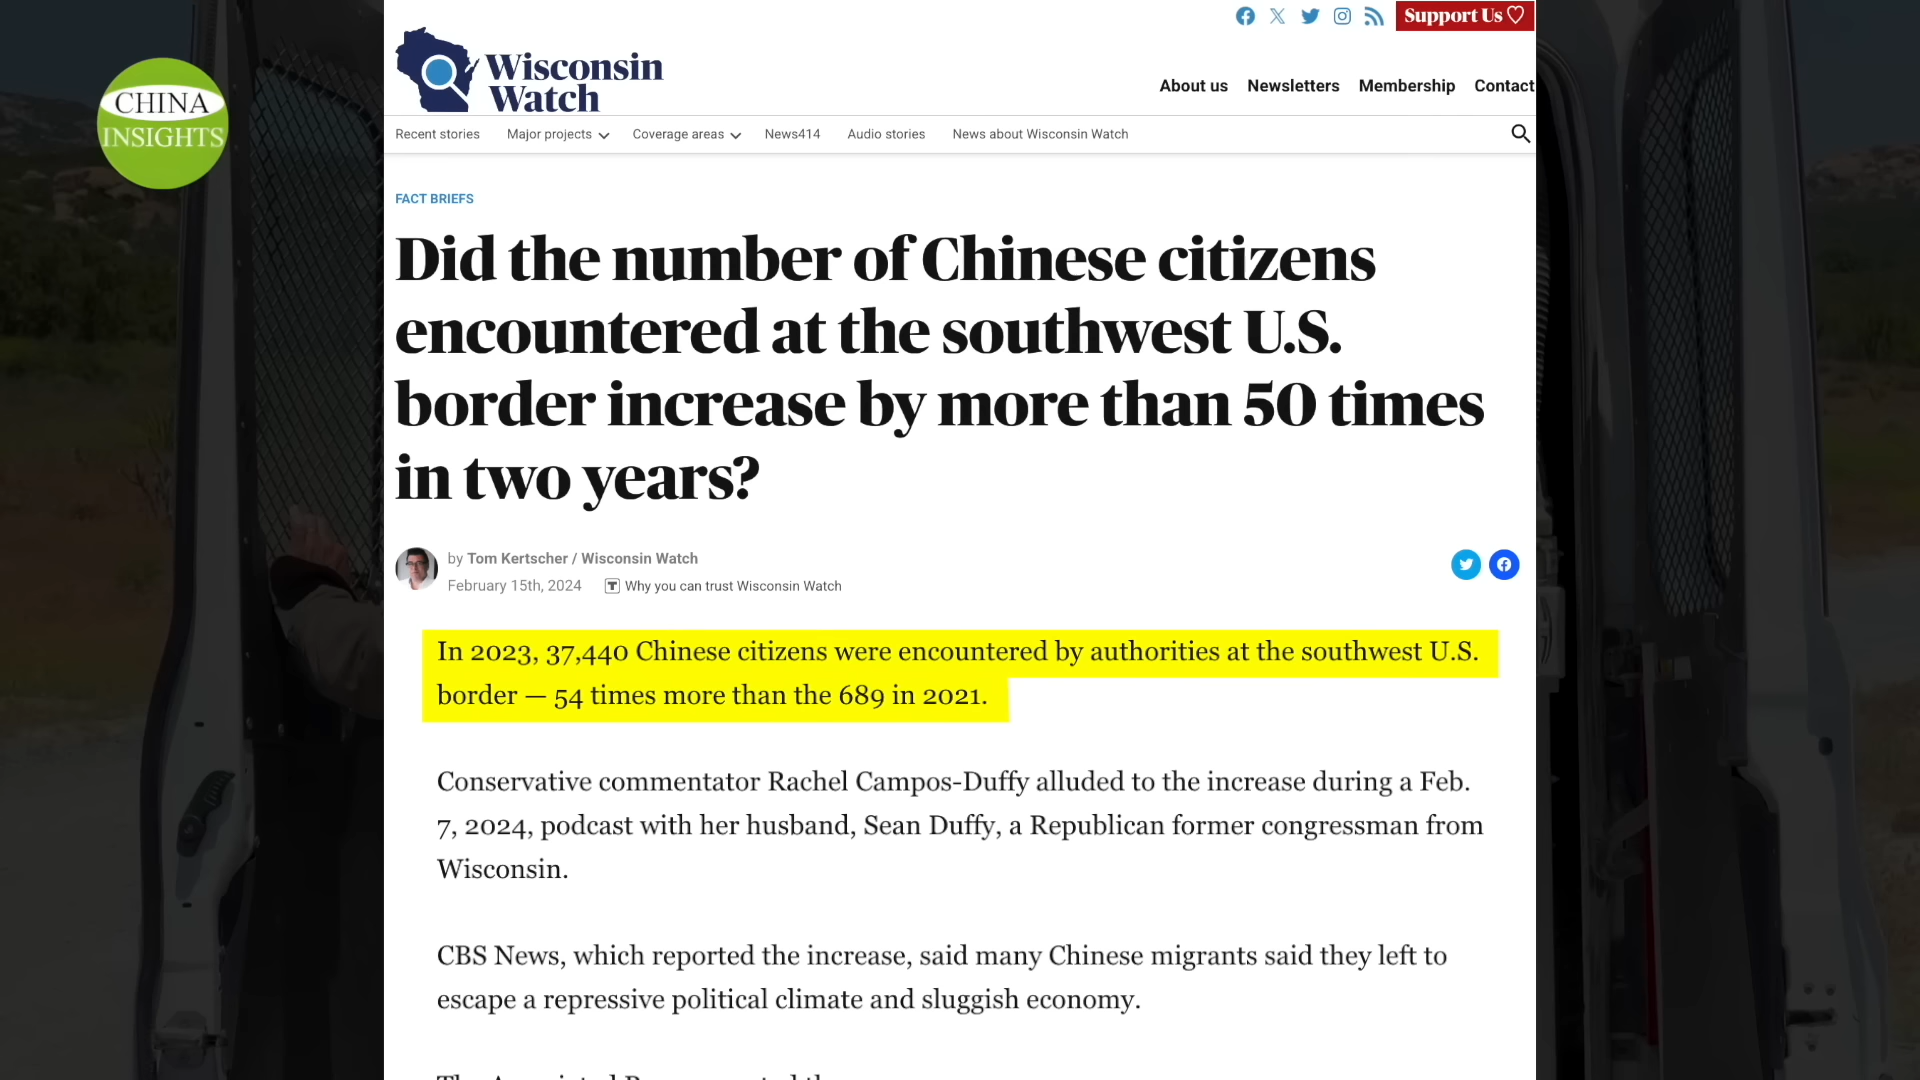 CHINA
INSIGHTS
Support Us
Wisconsin
Watch
About us Newsletters Membership Contact
Recent stories Major projects Coverage areas News414 Audio stories News about Wisconsin Watch
FACT BRIEFS
Did the number of Chinese citizens
encountered at the southwest U.S.
border increase by more than 50 times
in two years?
by Tom Kertscher / Wisconsin Watch
February 15th, 2024 T Why you can trust Wisconsin Watch
In 2023, 37,440 Chinese citizens were encountered by authorities at the southwest U.S.
border — 54 times more than the 689 in 2021.
Conservative commentator Rachel Campos-Duffy alluded to the increase during a Feb.
7, 2024, podcast with her husband, Sean Duffy, a Republican former congressman from
Wisconsin.
CBS News, which reported the increase, said many Chinese migrants said they left to
escape a repressive political climate and sluggish economy.